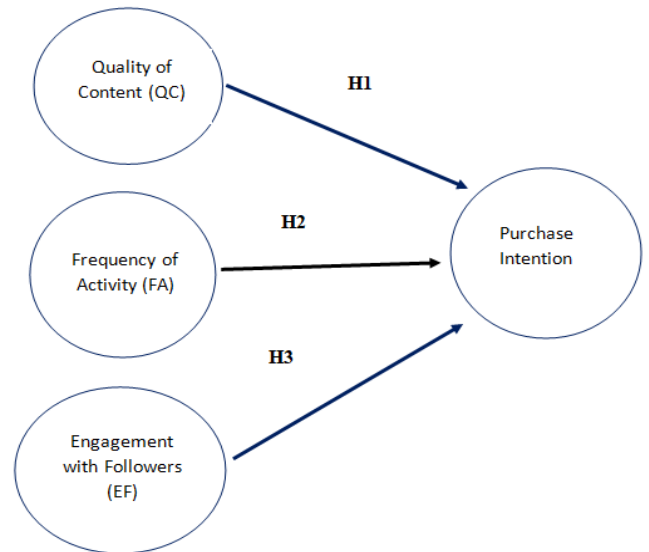 Quality of
Content (QC)
H1
Frequency of
Activity (FA)
H2
Purchase
Intention
H3
Engagement
with Followers
(EF)